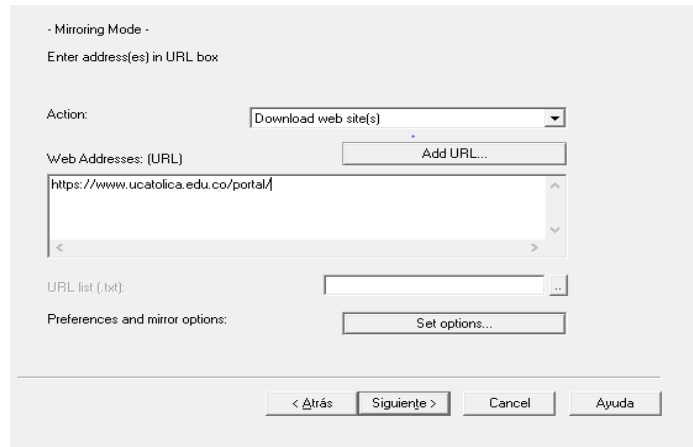 - Mirroring Mode -
Enter address(es) in URL box
Action:
Download web site(s)
Web Addresses: (URL)
Add URL...
https://www.ucatolica.edu.co/portal/
URL list (.txt):
..
Preferences and mirror options:
Set options...
< Atrás
Siguiente >
Cancel
Ayuda